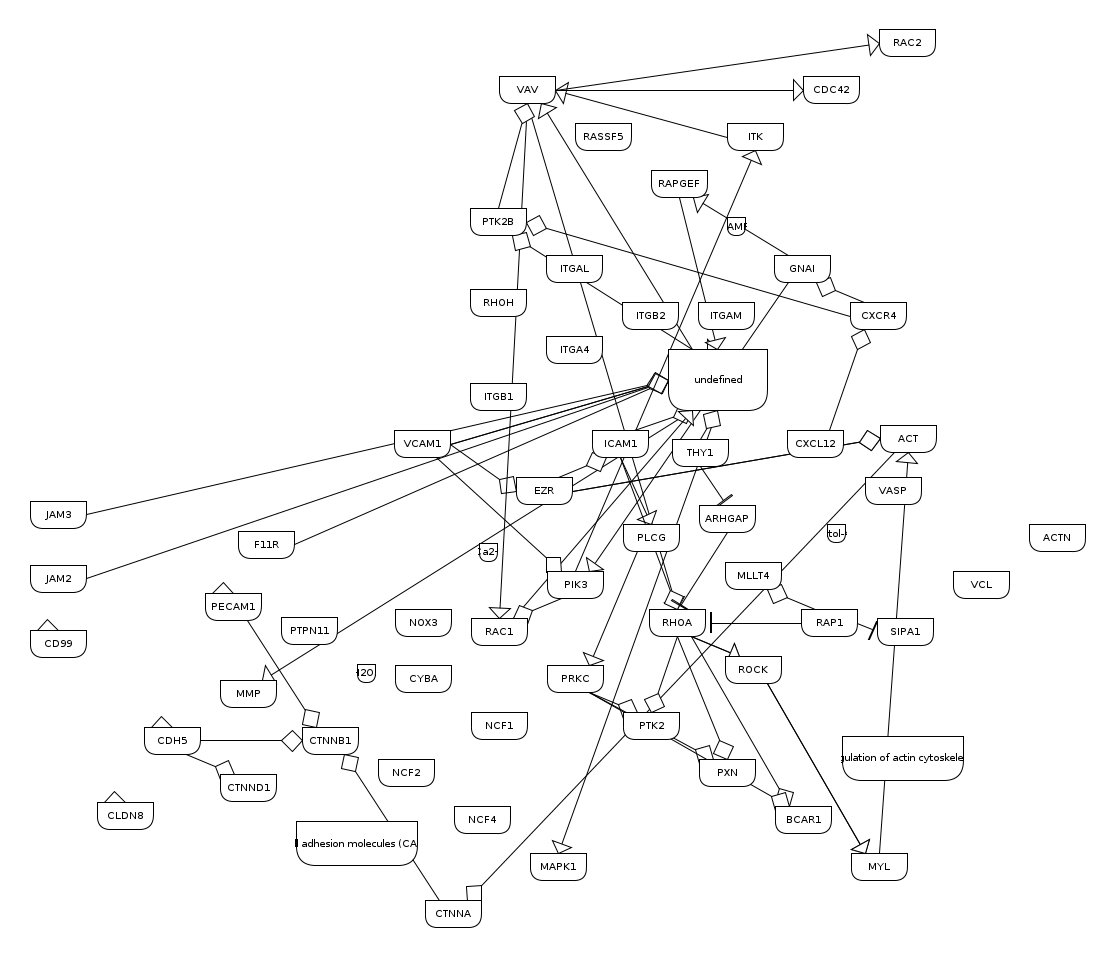 RAC2
VAV
CDC42
RASSF5
ITK
RAPGEF
PTK2B
AMP
ITGAL
GNAI
RHOH
ITGB2
ITGAM
CXCR4
ITGA4
undefined
ITGB1
VCAM1
ICAM1
THY1
CXCL12
ACT
EZR
VASP
JAM3
ARHGAP
F11R
PLCG
ACTN
JAM2
PIK3
MLLT4
VCL
PECAM1
NOX3
RAC1
RHOA
RAP1
SIPA1
CD99
PTPN11
CYBA
PRKC
ROCK
MMP
CDH5
CTNNB1
NCF1
PTK2
gulation of actin cytoskele
NCF2
PXN
CTNND1
CLDN8
NCF4
BCAR1
l adhesion molecules (CA
MAPK1
MYL
CTNNA